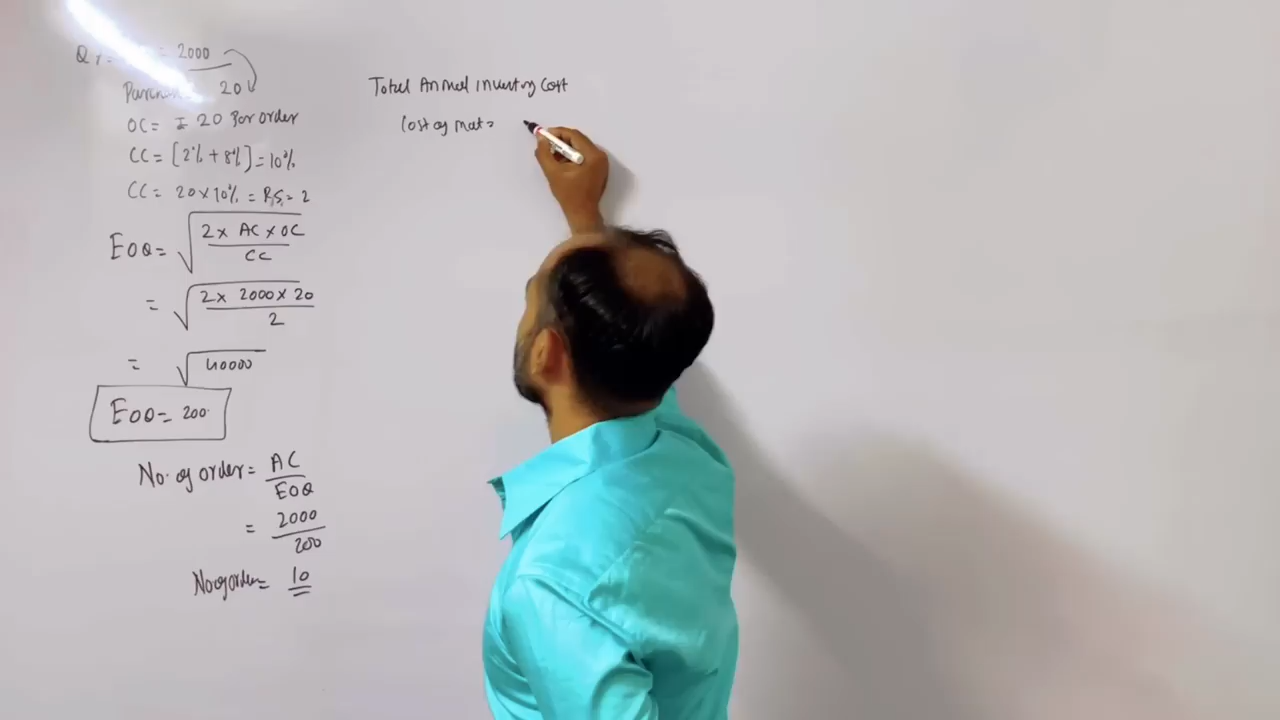 Q1 = 2000
20
OC = 20 Per order
CC = [2% + 8%] = 10%
CC = 20 x 10% = Rs. 2
EOQ = √ 2 x AC x OC / CC
= √ 2 x 2000 x 20 / 2
= √ 40000
EOQ = 200
No. of order = AC / EOQ
= 2000 / 200
No of order = 10
Total Annual Inventory Cost
Cost of mat =